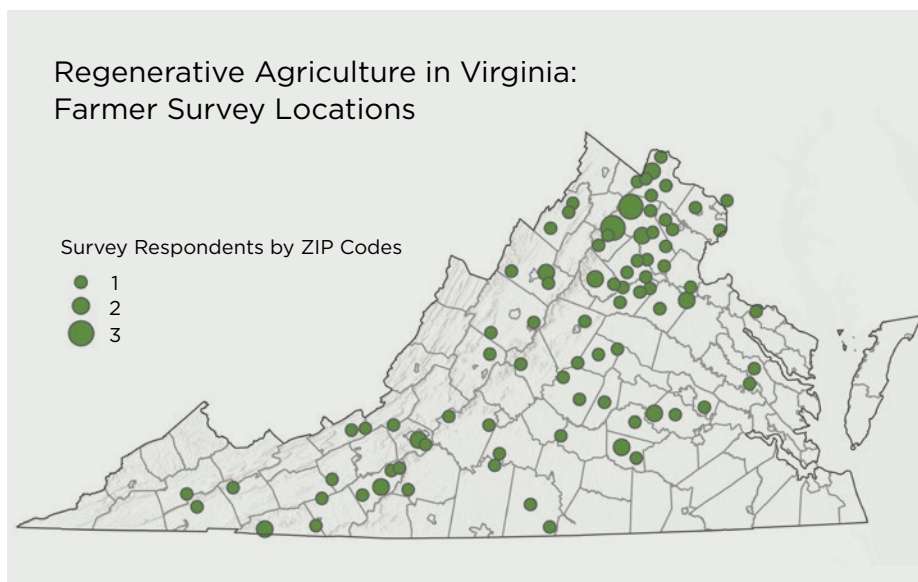 Regenerative Agriculture in Virginia:
Farmer Survey Locations
Survey Respondents by ZIP Codes
1
2
3